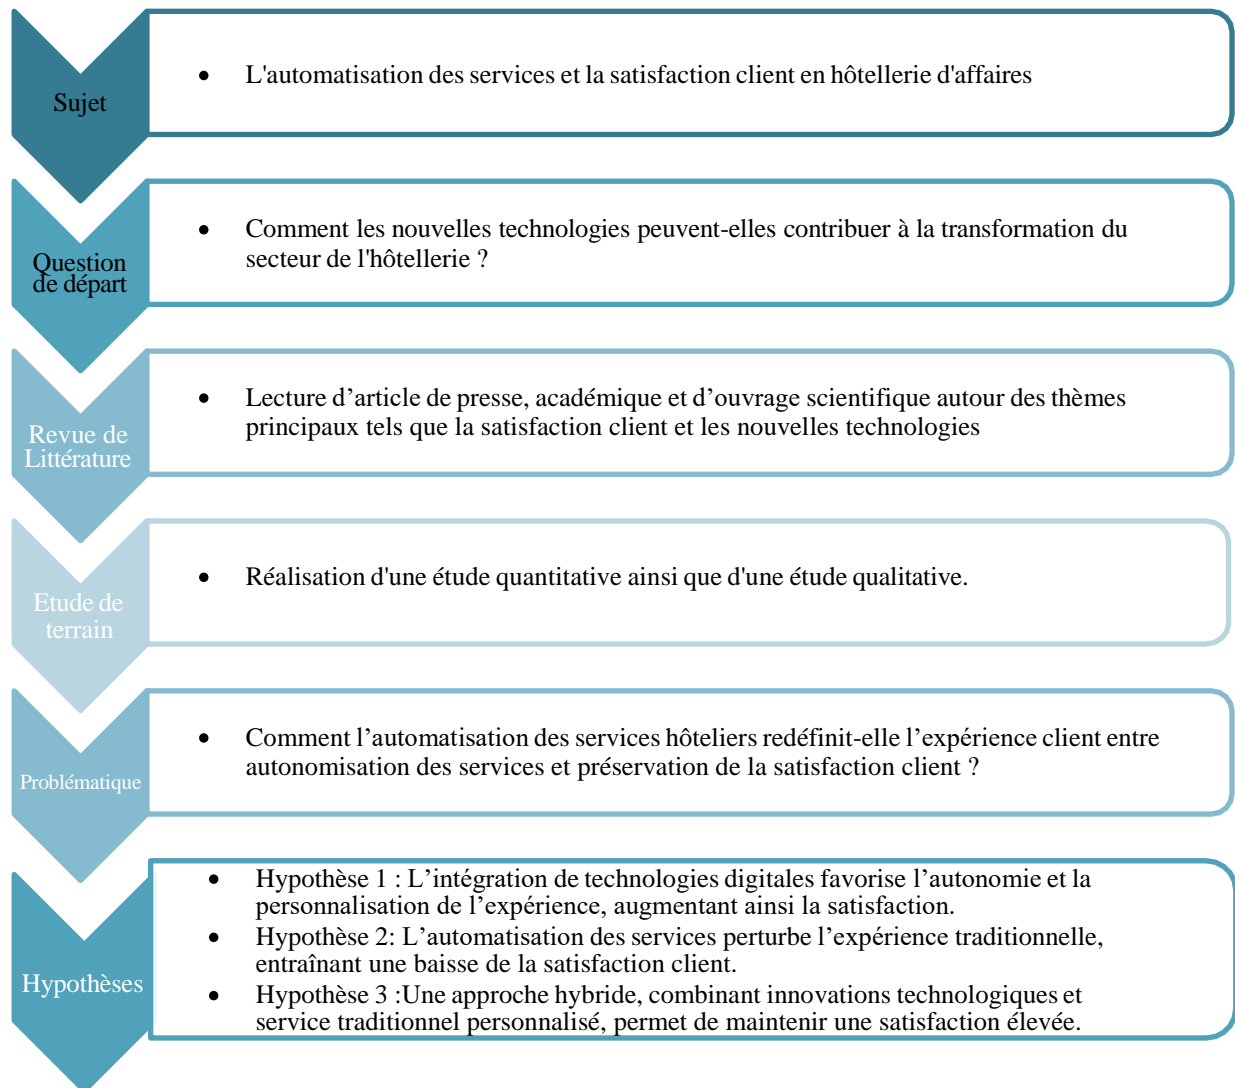 Sujet
• L'automatisation des services et la satisfaction client en hôtellerie d'affaires
Question
de départ
• Comment les nouvelles technologies peuvent-elles contribuer à la transformation du
secteur de l'hôtellerie ?
Revue de
Littérature
• Lecture d’article de presse, académique et d’ouvrage scientifique autour des thèmes
principaux tels que la satisfaction client et les nouvelles technologies
Etude de
terrain
• Réalisation d'une étude quantitative ainsi que d'une étude qualitative.
Problématique
• Comment l’automatisation des services hôteliers redéfinit-elle l’expérience client entre
autonomisation des services et préservation de la satisfaction client ?
Hypothèses
• Hypothèse 1 : L’intégration de technologies digitales favorise l’autonomie et la
personnalisation de l’expérience, augmentant ainsi la satisfaction.
• Hypothèse 2: L’automatisation des services perturbe l’expérience traditionnelle,
entraînant une baisse de la satisfaction client.
• Hypothèse 3 :Une approche hybride, combinant innovations technologiques et
service traditionnel personnalisé, permet de maintenir une satisfaction élevée.